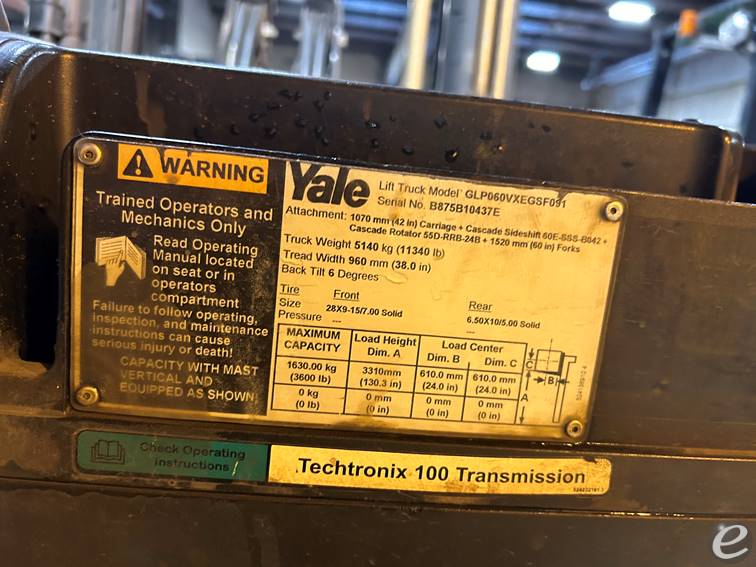 WARNING
Trained Operators and
Mechanics Only
Read Operating
Manual located
on seat or in
operators
compartment
Failure to follow operating,
inspection, and maintenance
instructions can cause
serious injury or death!
CAPACITY WITH MAST
VERTICAL AND
EQUIPPED AS SHOWN
Yale
Lift Truck Model GLP060VXEGSF091
Serial No. B875B10437E
Attachment: 1070 mm (42 in) Carriage + Cascade Sideshift 60E-SSS-B042 +
Cascade Rotator 55D-RRB-24B + 1520 mm (60 in) Forks
Truck Weight 5140 kg (11340 lb)
Tread Width 960 mm (38.0 in)
Back Tilt 6 Degrees
Tire Front Rear
Size 28X9-15/7.00 Solid 6.50X10/5.00 Solid
Pressure --- ---
MAXIMUM CAPACITY Load Height Dim. A Load Center Dim. B Dim. C
1630.00 kg 3310mm 610.0 mm 610.0 mm
(3600 lb) (130.3 in) (24.0 in) (24.0 in)
0 kg 0 mm 0 mm 0 mm
(0 lb) (0 in) (0 in) (0 in)
C
B
A
Check Operating
Instructions
Techtronix 100 Transmission
e